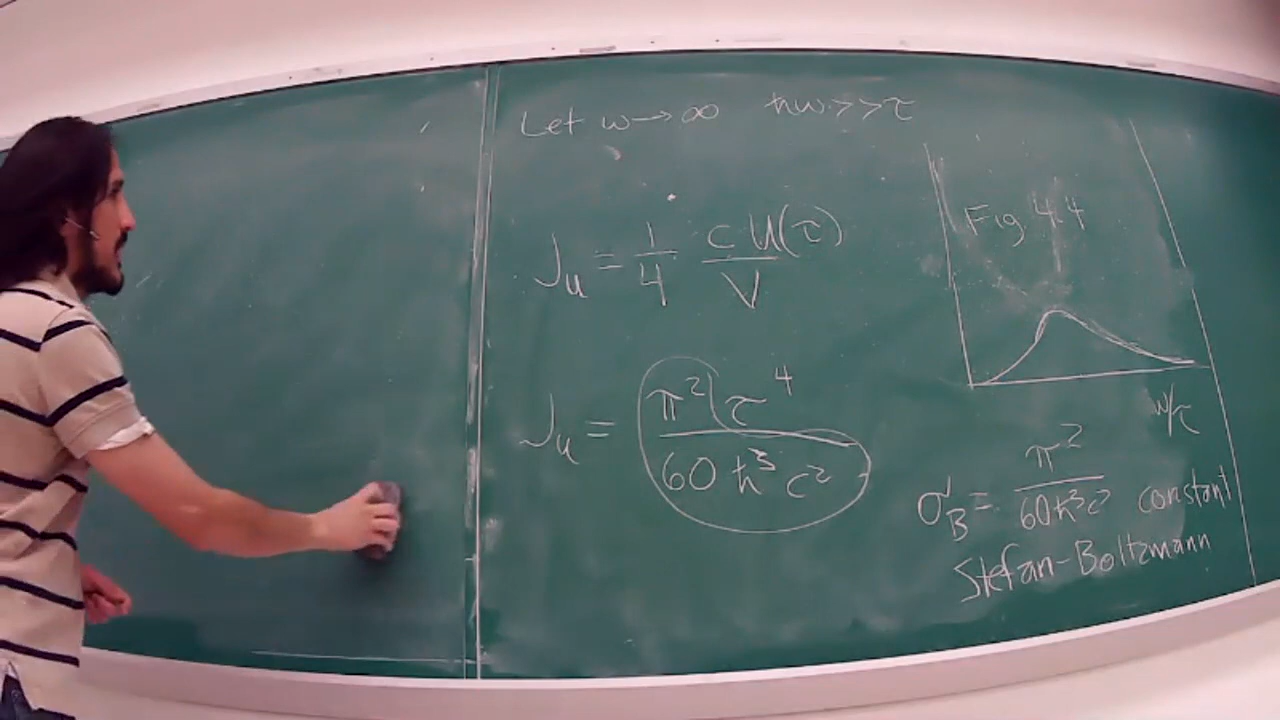 Let ω→∞ ħω>>τ
J_u = 1/4 c U(τ)/V
J_u = π² τ⁴ / 60 ħ³ c²
Fig 4.4
ω/τ
σ_B = π² / 60 ħ³ c² constant
Stefan-Boltzmann